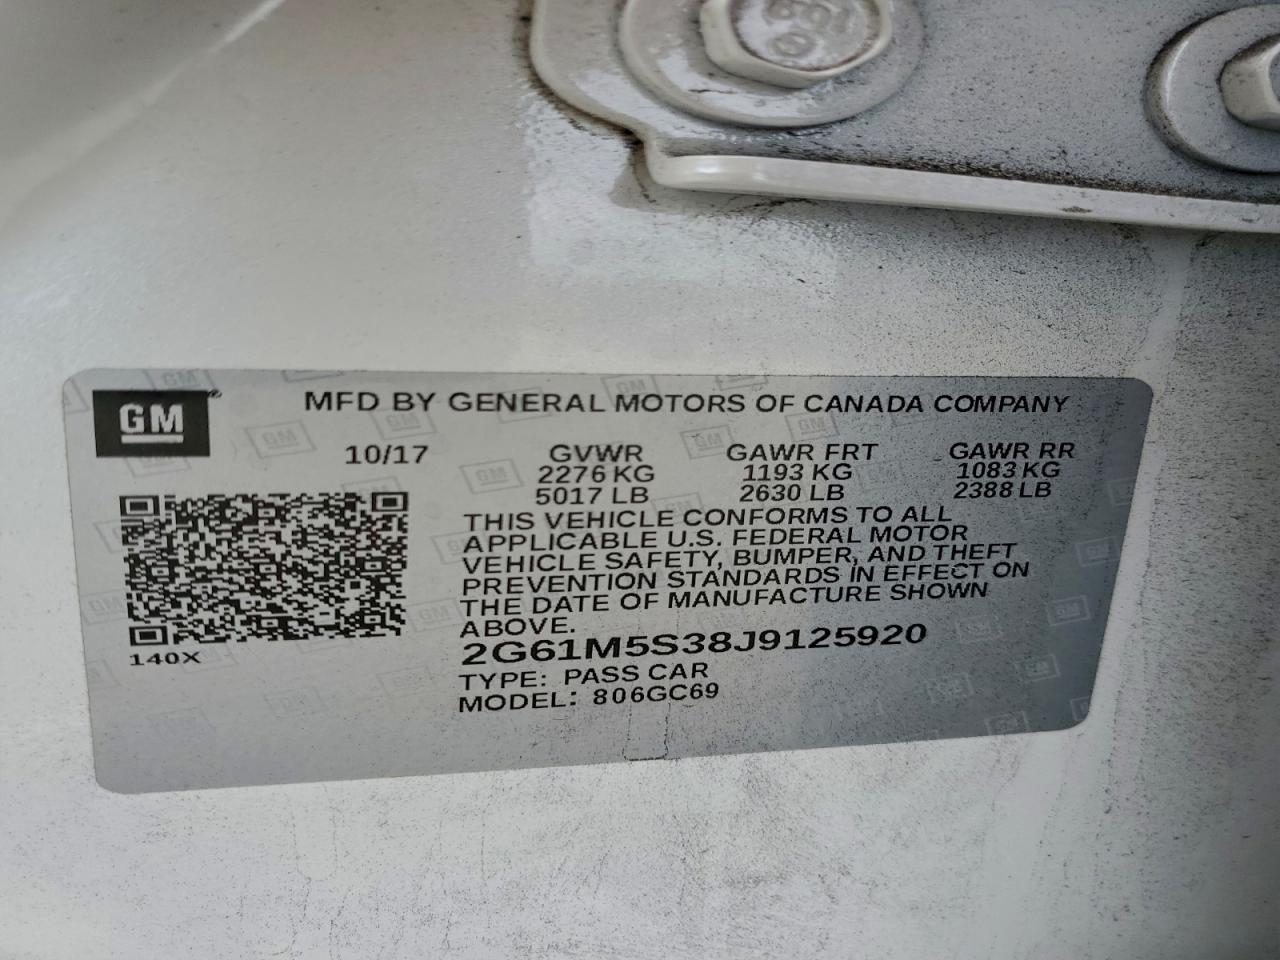 GM
MFD BY GENERAL MOTORS OF CANADA COMPANY
10/17 GVWR GAWR FRT GAWR RR
2276 KG 1193 KG 1083 KG
5017 LB 2630 LB 2388 LB
THIS VEHICLE CONFORMS TO ALL
APPLICABLE U.S. FEDERAL MOTOR
VEHICLE SAFETY, BUMPER, AND THEFT
PREVENTION STANDARDS IN EFFECT ON
THE DATE OF MANUFACTURE SHOWN
ABOVE.
2G61M5S38J9125920
140X
TYPE: PASS CAR
MODEL: 806GC69